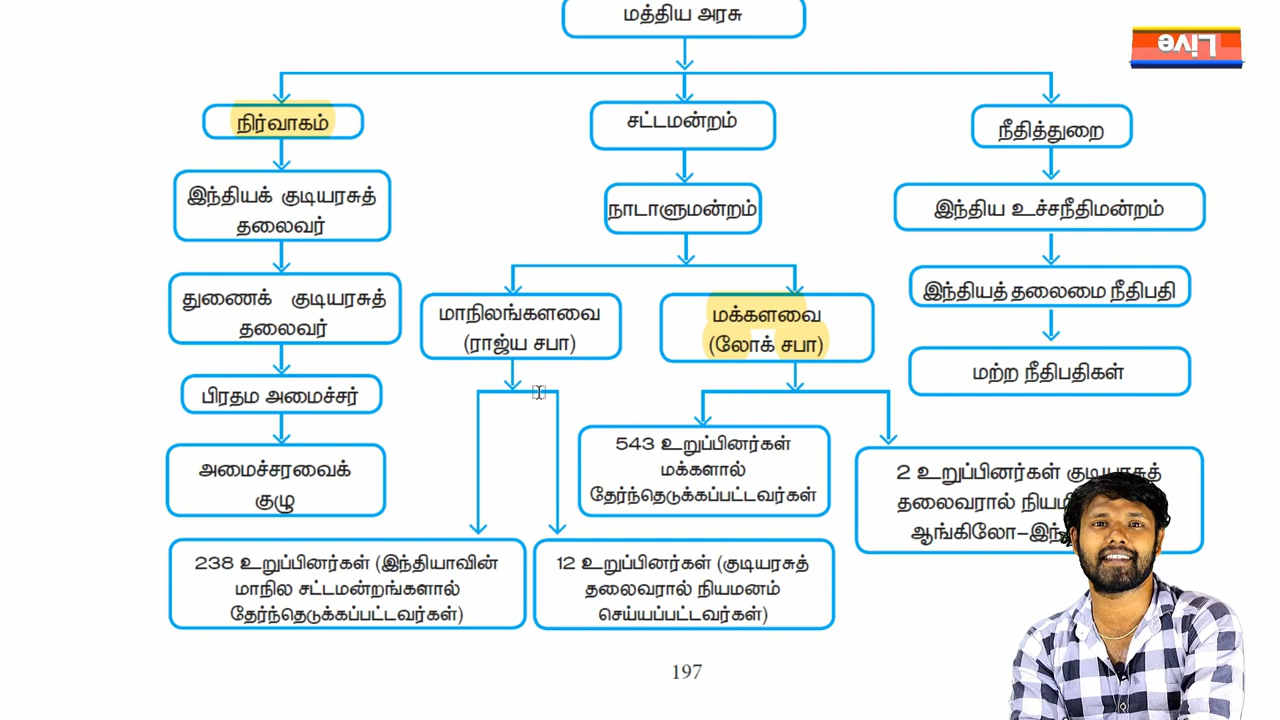 மத்திய அரசு
Live
நிர்வாகம்
சட்டமன்றம்
நீதித்துறை
இந்தியக் குடியரசுத்
தலைவர்
நாடாளுமன்றம்
இந்திய உச்சநீதிமன்றம்
துணைக் குடியரசுத்
தலைவர்
மாநிலங்களவை
(ராஜ்ய சபா)
மக்களவை
(லோக் சபா)
இந்தியத் தலைமை நீதிபதி
பிரதம அமைச்சர்
மற்ற நீதிபதிகள்
அமைச்சரவைக்
குழு
543 உறுப்பினர்கள்
மக்களால்
தேர்ந்தெடுக்கப்பட்டவர்கள்
2 உறுப்பினர்கள் குடியரசுத்
தலைவரால்
238 உறுப்பினர்கள் (இந்தியாவின்
மாநில சட்டமன்றங்களால்
தேர்ந்தெடுக்கப்பட்டவர்கள்)
12 உறுப்பினர்கள் (குடியரசுத்
தலைவரால் நியமனம்
செய்யப்பட்டவர்கள்)
197